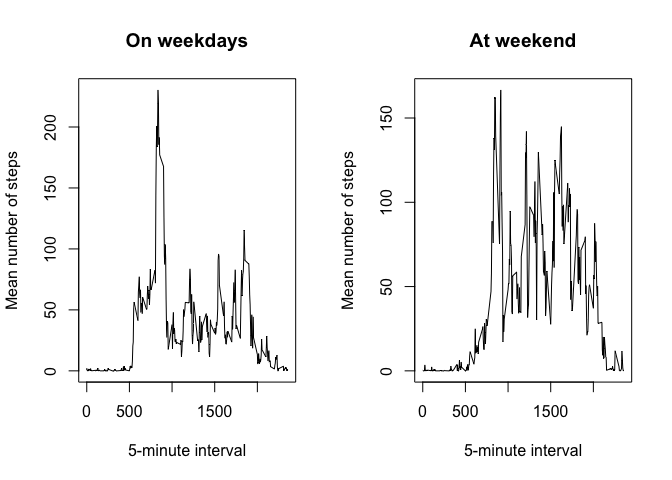 On weekdays
Mean number of steps
0
50
100
150
200
0
500
1500
5-minute interval
At weekend
Mean number of steps
0
50
100
150
0
500
1500
5-minute interval